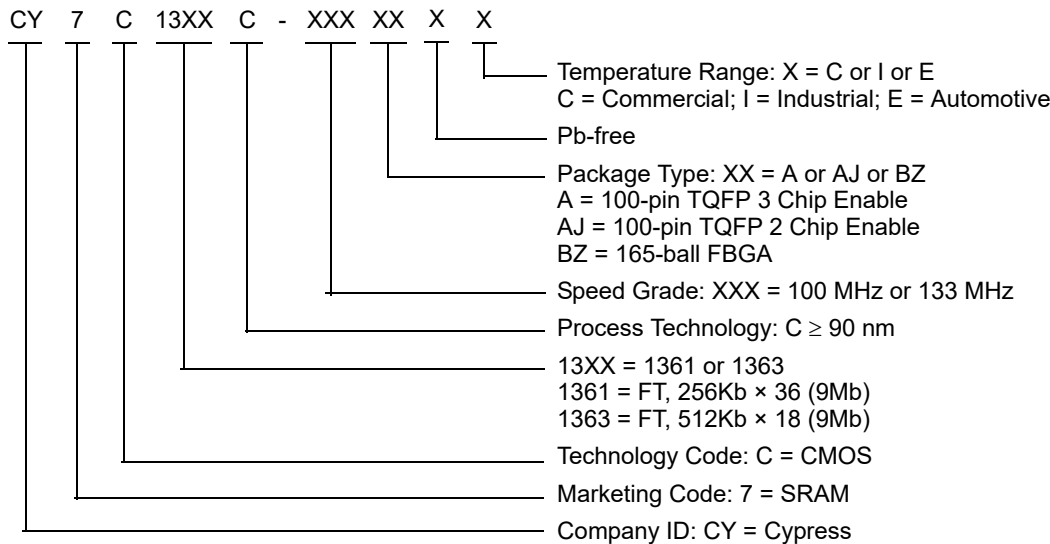 CY 7 C 13XX C - XXX XX X X
Temperature Range: X = C or I or E
C = Commercial; I = Industrial; E = Automotive
Pb-free
Package Type: XX = A or AJ or BZ
A = 100-pin TQFP 3 Chip Enable
AJ = 100-pin TQFP 2 Chip Enable
BZ = 165-ball FBGA
Speed Grade: XXX = 100 MHz or 133 MHz
Process Technology: C ≥ 90 nm
13XX = 1361 or 1363
1361 = FT, 256Kb × 36 (9Mb)
1363 = FT, 512Kb × 18 (9Mb)
Technology Code: C = CMOS
Marketing Code: 7 = SRAM
Company ID: CY = Cypress